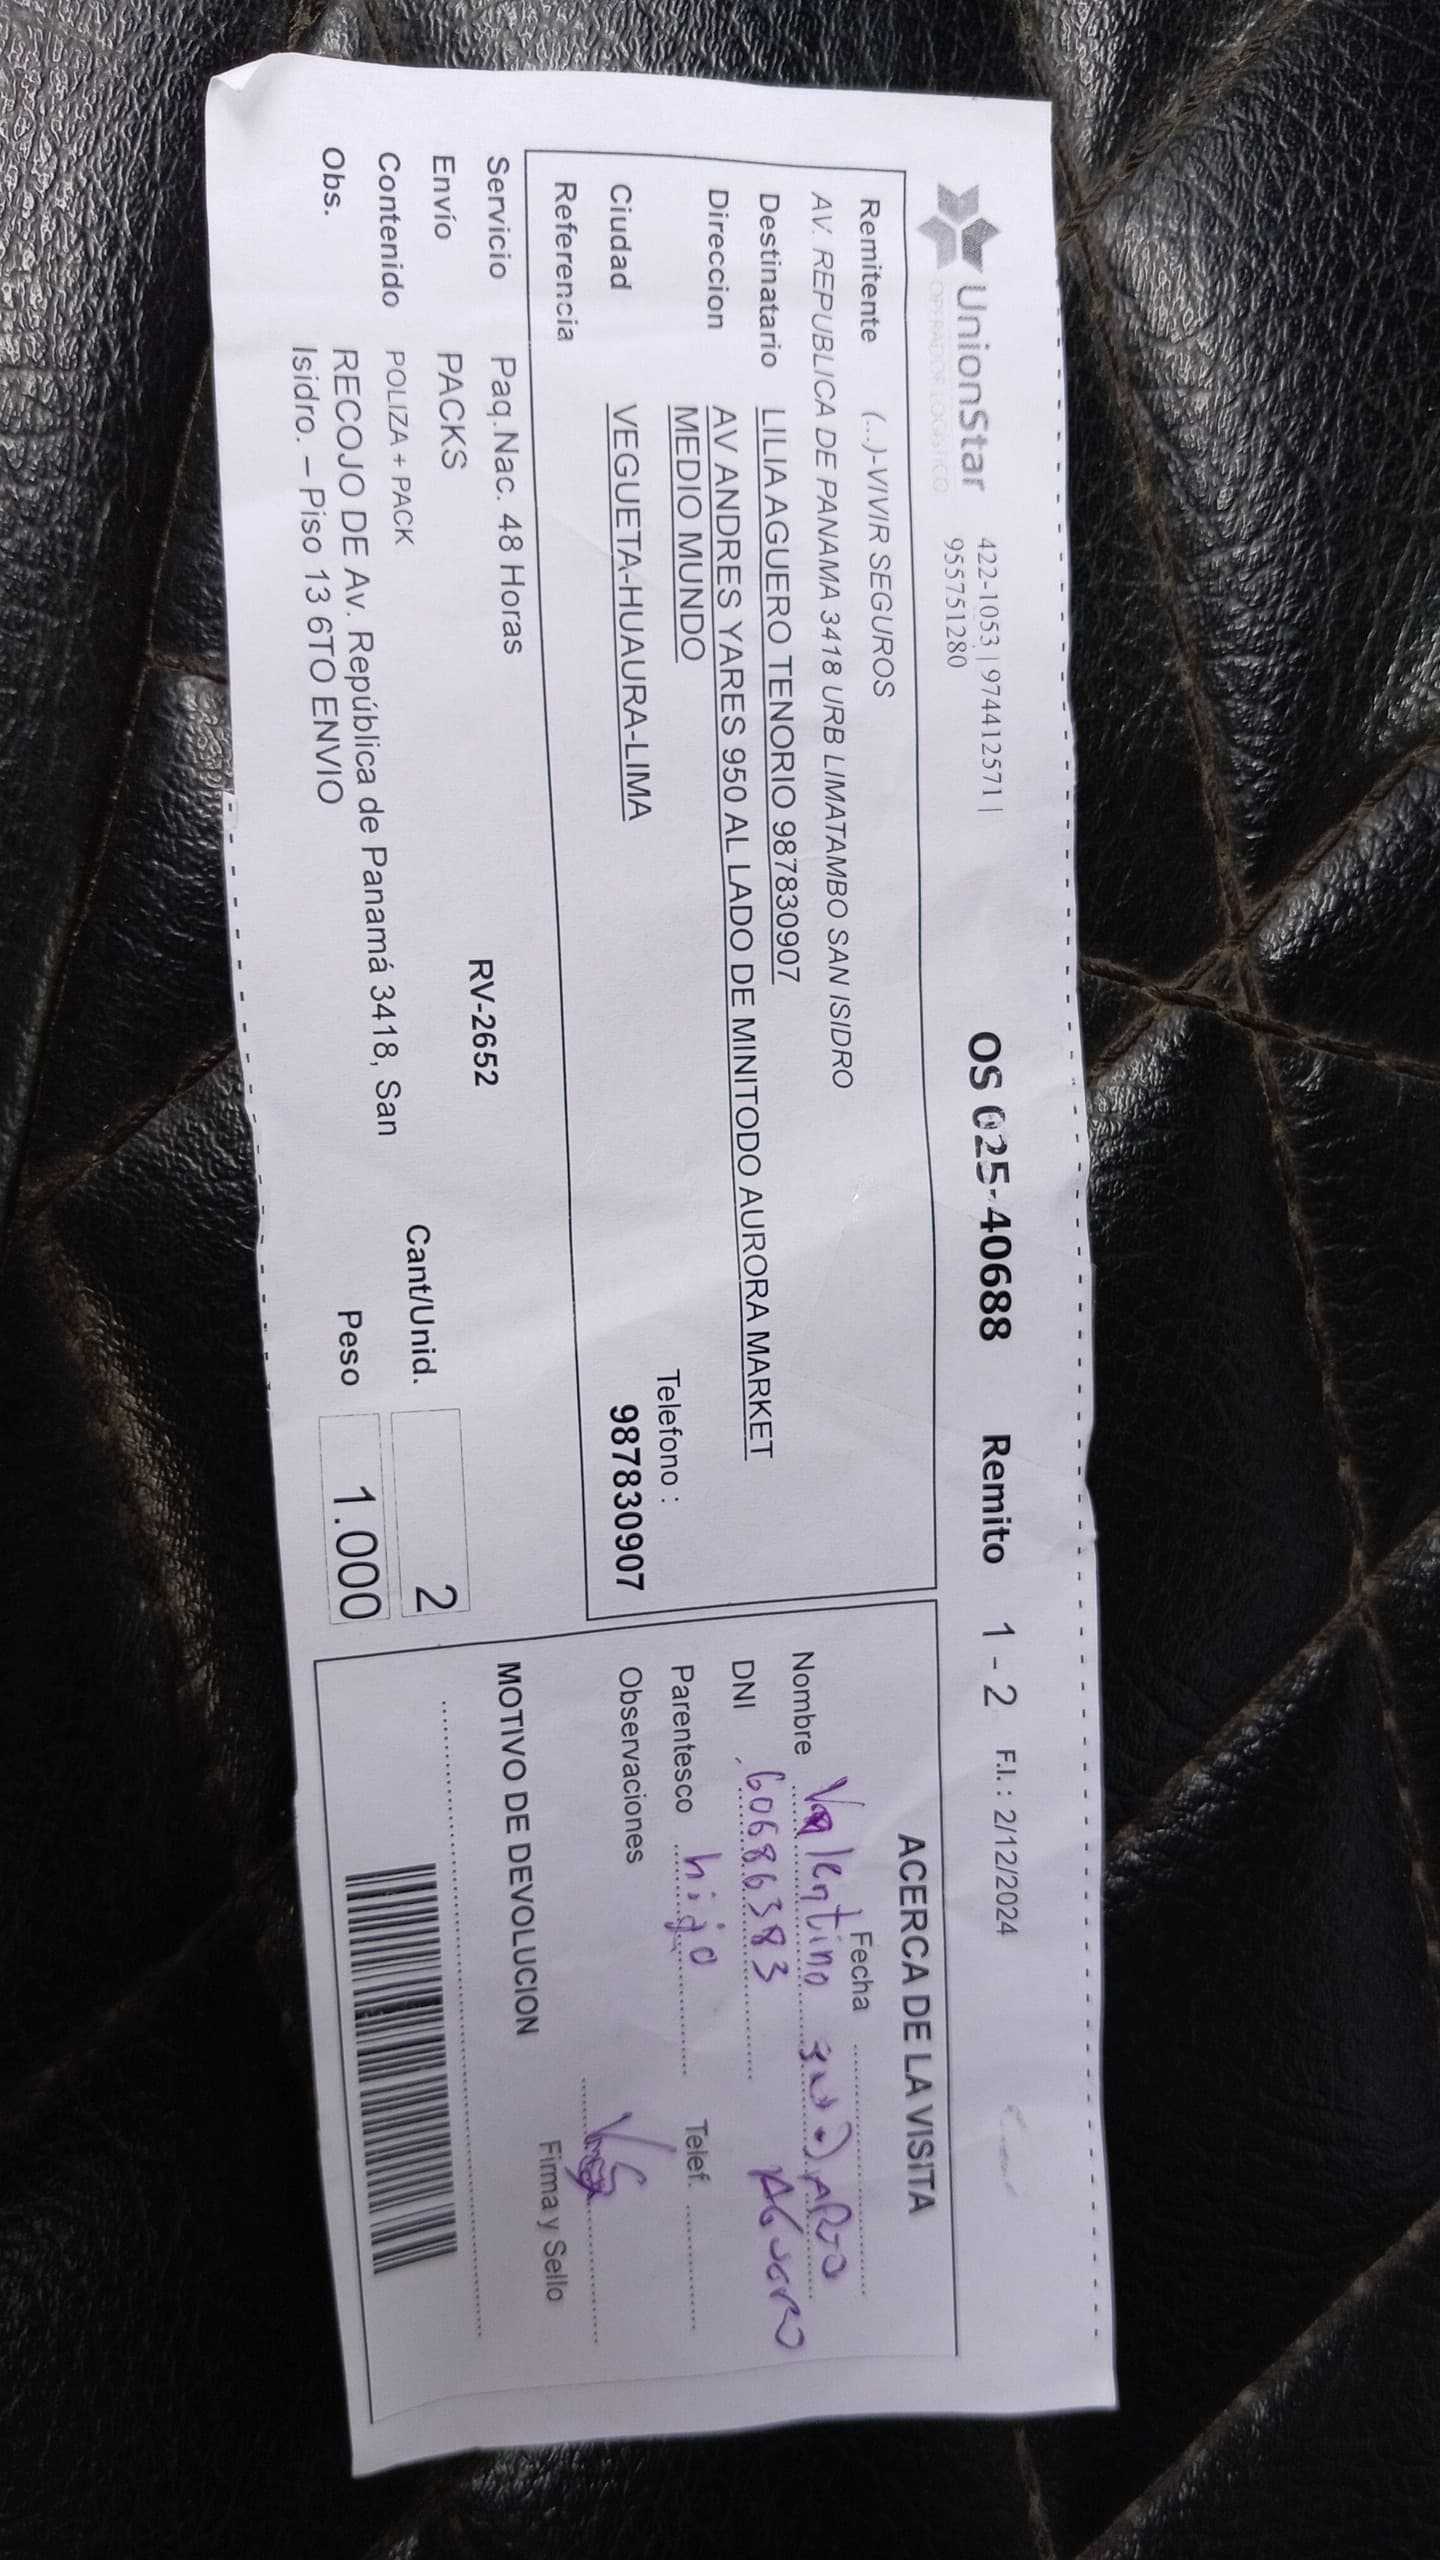 UnionStar
OPERADOR LOGISTICO
422-1053 | 974412571 |
955751280
OS 025-40688 Remito 1 - 2 F.I. : 2/12/2024
Remitente (...)-VIVIR SEGUROS
AV. REPUBLICA DE PANAMA 3418 URB LIMATAMBO SAN ISIDRO
Destinatario LILIA AGUERO TENORIO 987830907
Direccion AV ANDRES YARES 950 AL LADO DE MINITODO AURORA MARKET
MEDIO MUNDO
Ciudad VEGUETA-HUAURA-LIMA
Telefono :
987830907
Referencia
Servicio Paq.Nac. 48 Horas
RV-2652
Envío PACKS
Contenido POLIZA + PACK
Cant/Unid. 2
Obs. RECOJO DE Av. República de Panamá 3418, San
Isidro. – Piso 13 6TO ENVIO
Peso 1.000
ACERCA DE LA VISITA
Fecha
Nombre Valentino
AGUERO
DNI 60686383
Parentesco hijo Telef.
Observaciones
Firma y Sello
MOTIVO DE DEVOLUCION